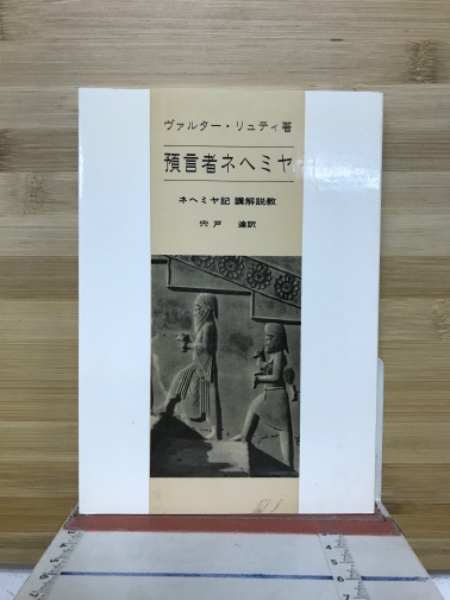 ヴァルター・リュティ著
預言者ネヘミヤ
ネヘミヤ記 講解説教
宍戸 達訳